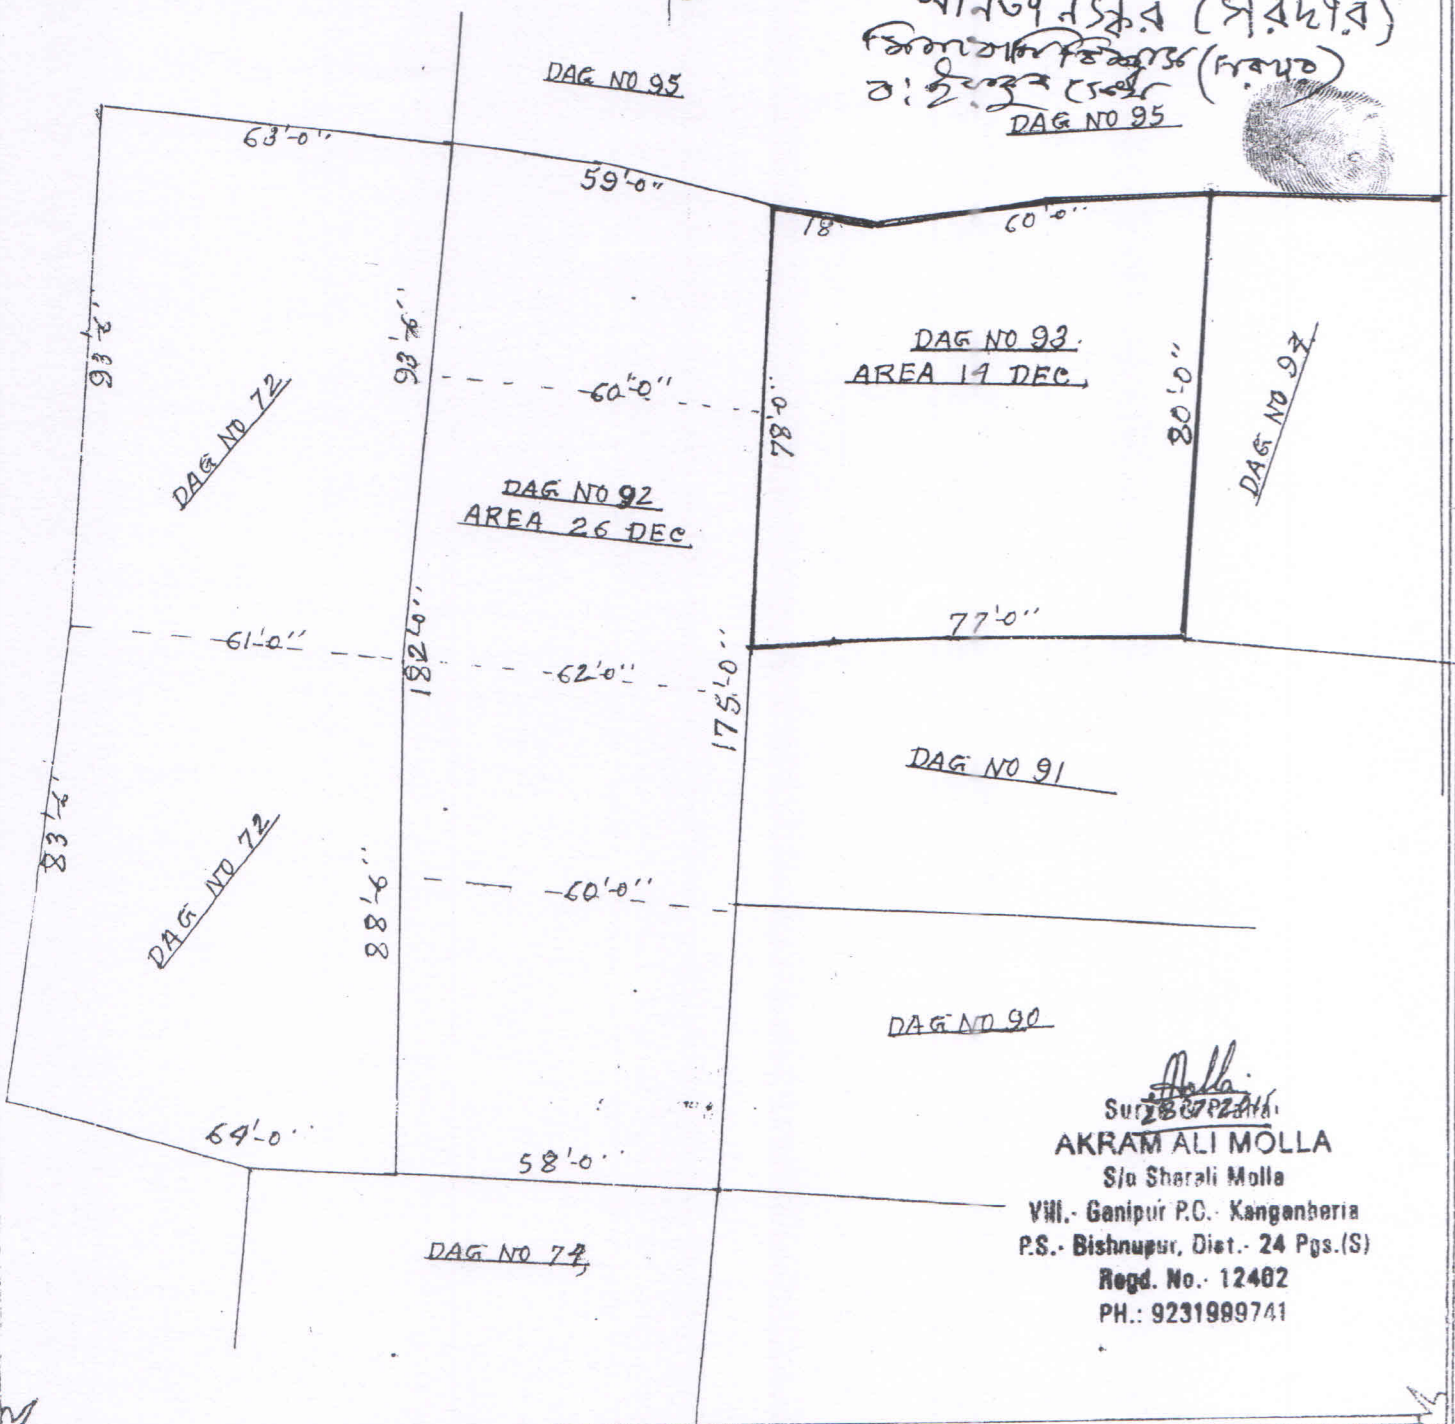 (সরদার)
DAG NO 95
DAG NO 95
63'-0"
59'-0"
18'
60'-0"
93'-6"
93'-6"
DAG NO 93.
AREA 14 DEC,
60'-0"
78'-0"
80'-0"
DAG NO 72
DAG NO 92
AREA 26 DEC,
61'-0"
182'-0"
62'-0"
175'-0"
77'-0"
DAG NO 91
83'-6"
DAG NO 72
88'-6"
60'-0"
DAG NO 90
64'-0"
58'-0"
DAG NO 74,
Molla.
AKRAM ALI MOLLA
S/o Sherali Molla
Vill.- Ganipur P.O.- Kanganberia
P.S.- Bishnupur, Dist.- 24 Pgs.(S)
Regd. No.- 12402
PH.: 9231999741